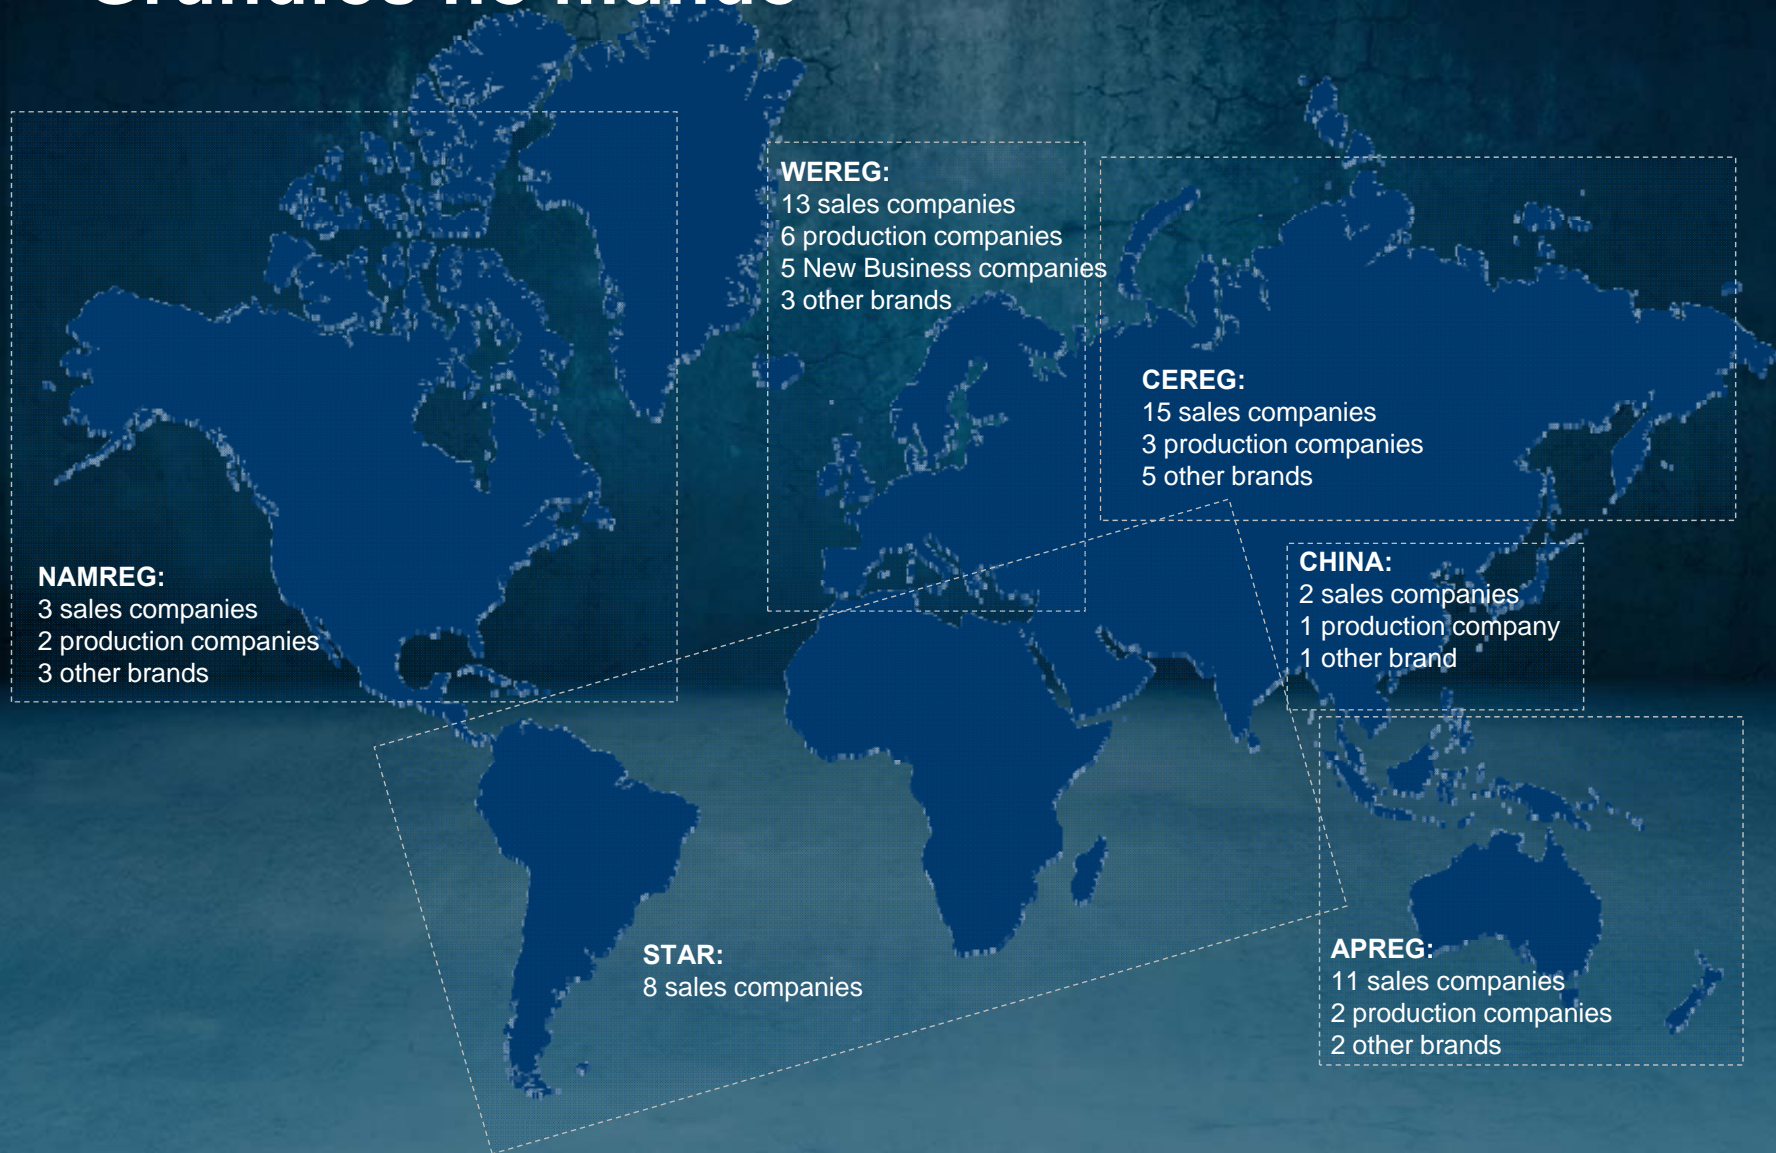 Grundfos no mundo
WEREG:
13 sales companies
6 production companies
5 New Business companies
3 other brands
CEREG:
15 sales companies
3 production companies
5 other brands
NAMREG:
3 sales companies
2 production companies
3 other brands
CHINA:
2 sales companies
1 production company
1 other brand
STAR:
8 sales companies
APREG:
11 sales companies
2 production companies
2 other brands